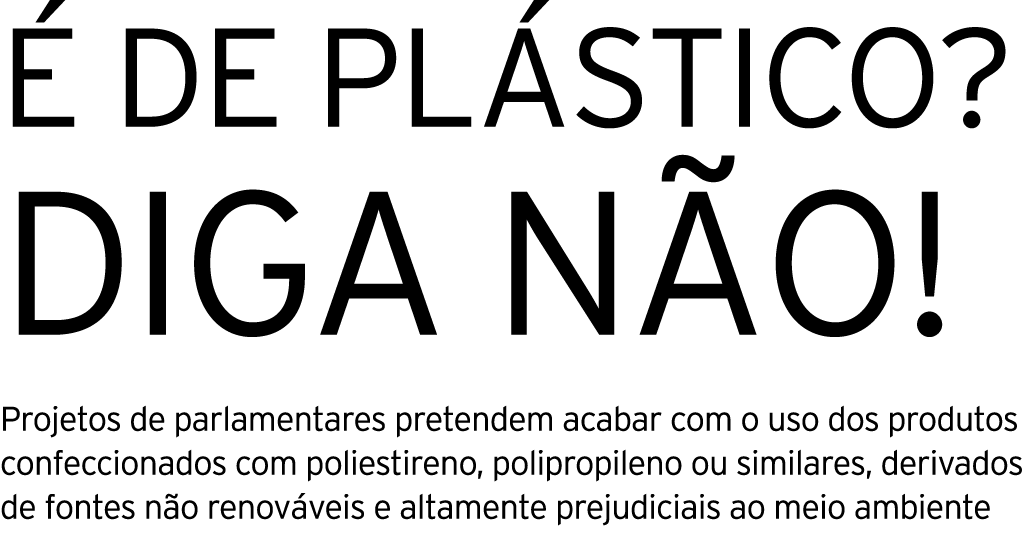 É DE PLÁSTICO?
DIGA NÃO!
Projetos de parlamentares pretendem acabar com o uso dos produtos
confeccionados com poliestireno, polipropileno ou similares, derivados
de fontes não renováveis e altamente prejudiciais ao meio ambiente